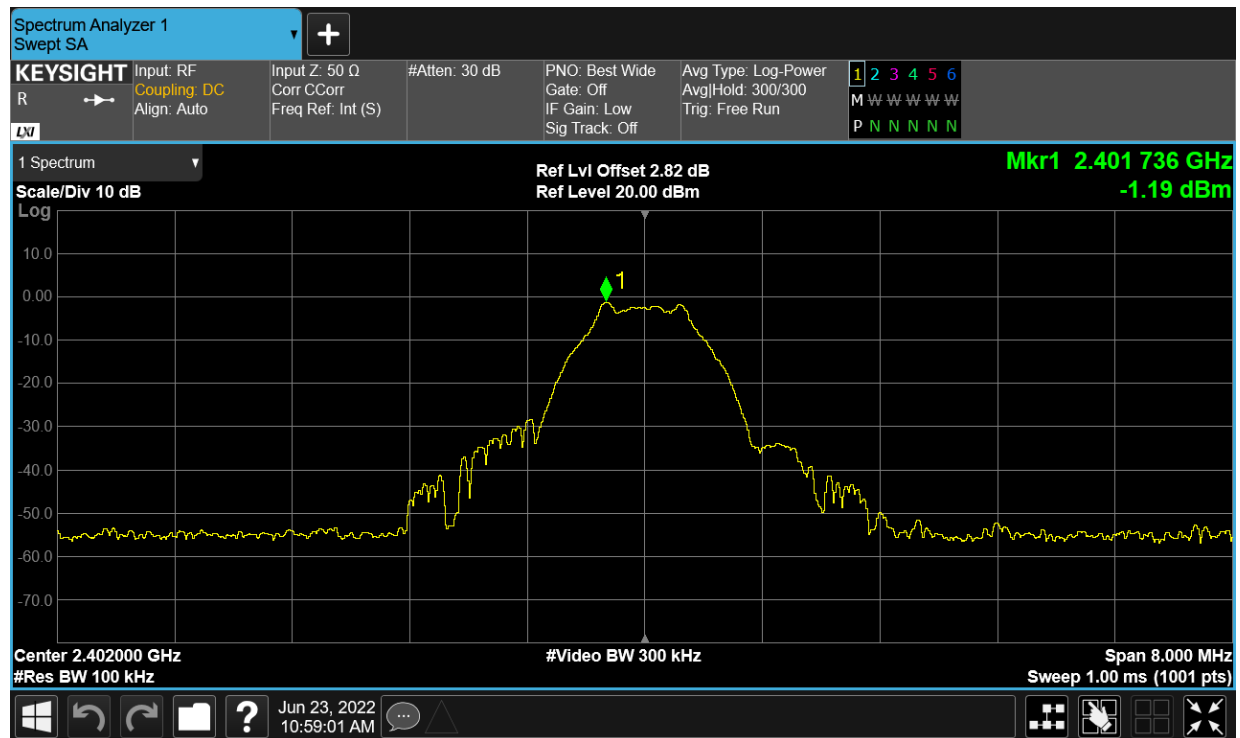 Spectrum Analyzer 1
Swept SA
KEYSIGHT
R
LXI
Input: RF
Coupling: DC
Align: Auto
Input Z: 50 Ω
Corr CCorr
Freq Ref: Int (S)
#Atten: 30 dB
PNO: Best Wide
Gate: Off
IF Gain: Low
Sig Track: Off
Avg Type: Log-Power
Avg|Hold: 300/300
Trig: Free Run
1 2 3 4 5 6
M W W W W W W
P N N N N N N
1 Spectrum
Scale/Div 10 dB
Log
Ref Lvl Offset 2.82 dB
Ref Level 20.00 dBm
Mkr1 2.401 736 GHz
-1.19 dBm
10.0
0.00
-10.0
-20.0
-30.0
-40.0
-50.0
-60.0
-70.0
1
Center 2.402000 GHz
#Res BW 100 kHz
#Video BW 300 kHz
Span 8.000 MHz
Sweep 1.00 ms (1001 pts)
?
Jun 23, 2022
10:59:01 AM